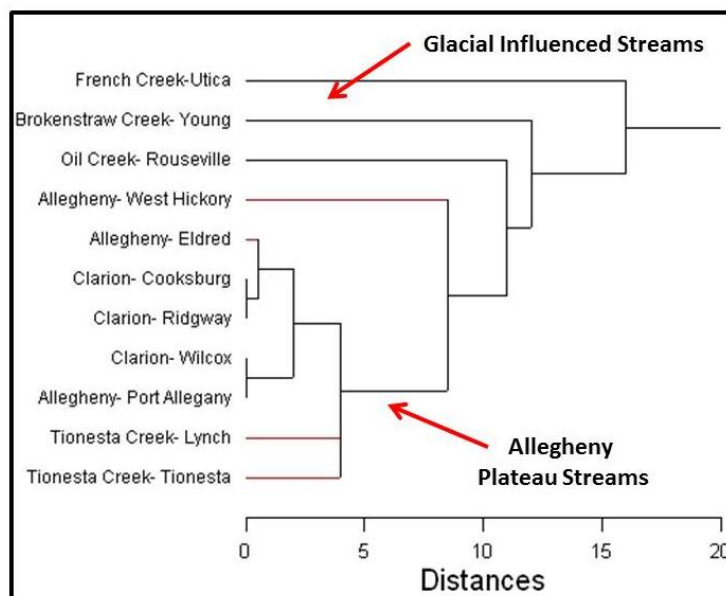 Glacial Influenced Streams
French Creek-Utica
Brokenstraw Creek- Young
Oil Creek- Rouseville
Allegheny- West Hickory
Allegheny- Eldred
Clarion- Cooksburg
Clarion- Ridgway
Clarion- Wilcox
Allegheny- Port Allegany
Tionesta Creek- Lynch
Tionesta Creek- Tionesta
Allegheny
Plateau Streams
0 5 10 15 20
Distances